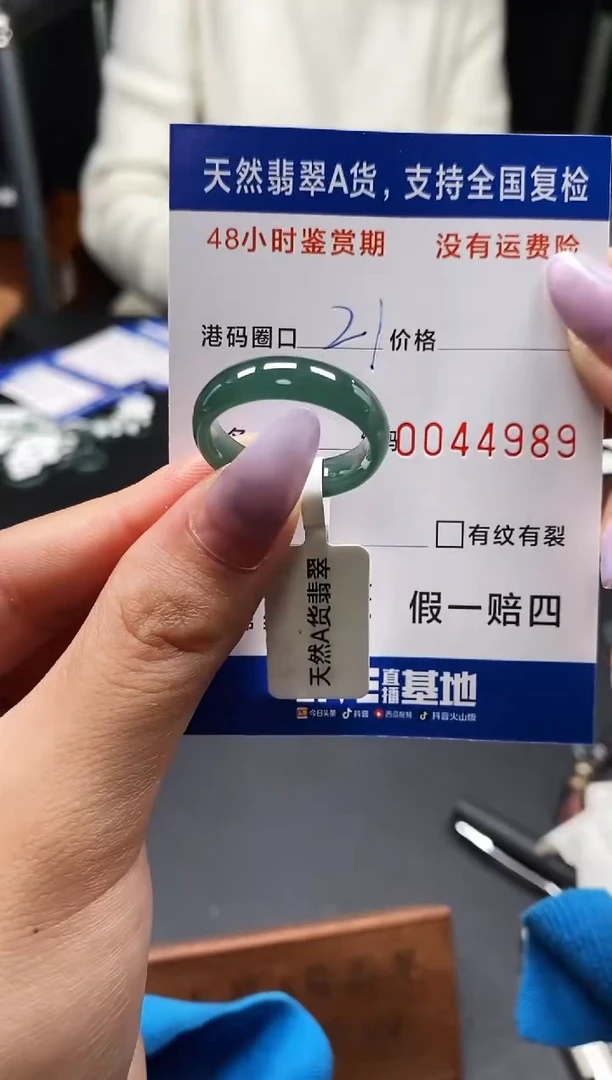 天然翡翠A货，支持全国复检
48小时鉴赏期 没有运费险
港码圈口 21 价格
名 码 0044989
□有纹有裂
天然A货翡翠
假一赔四
直播基地
今日头条 抖音 西瓜视频 抖音火山版